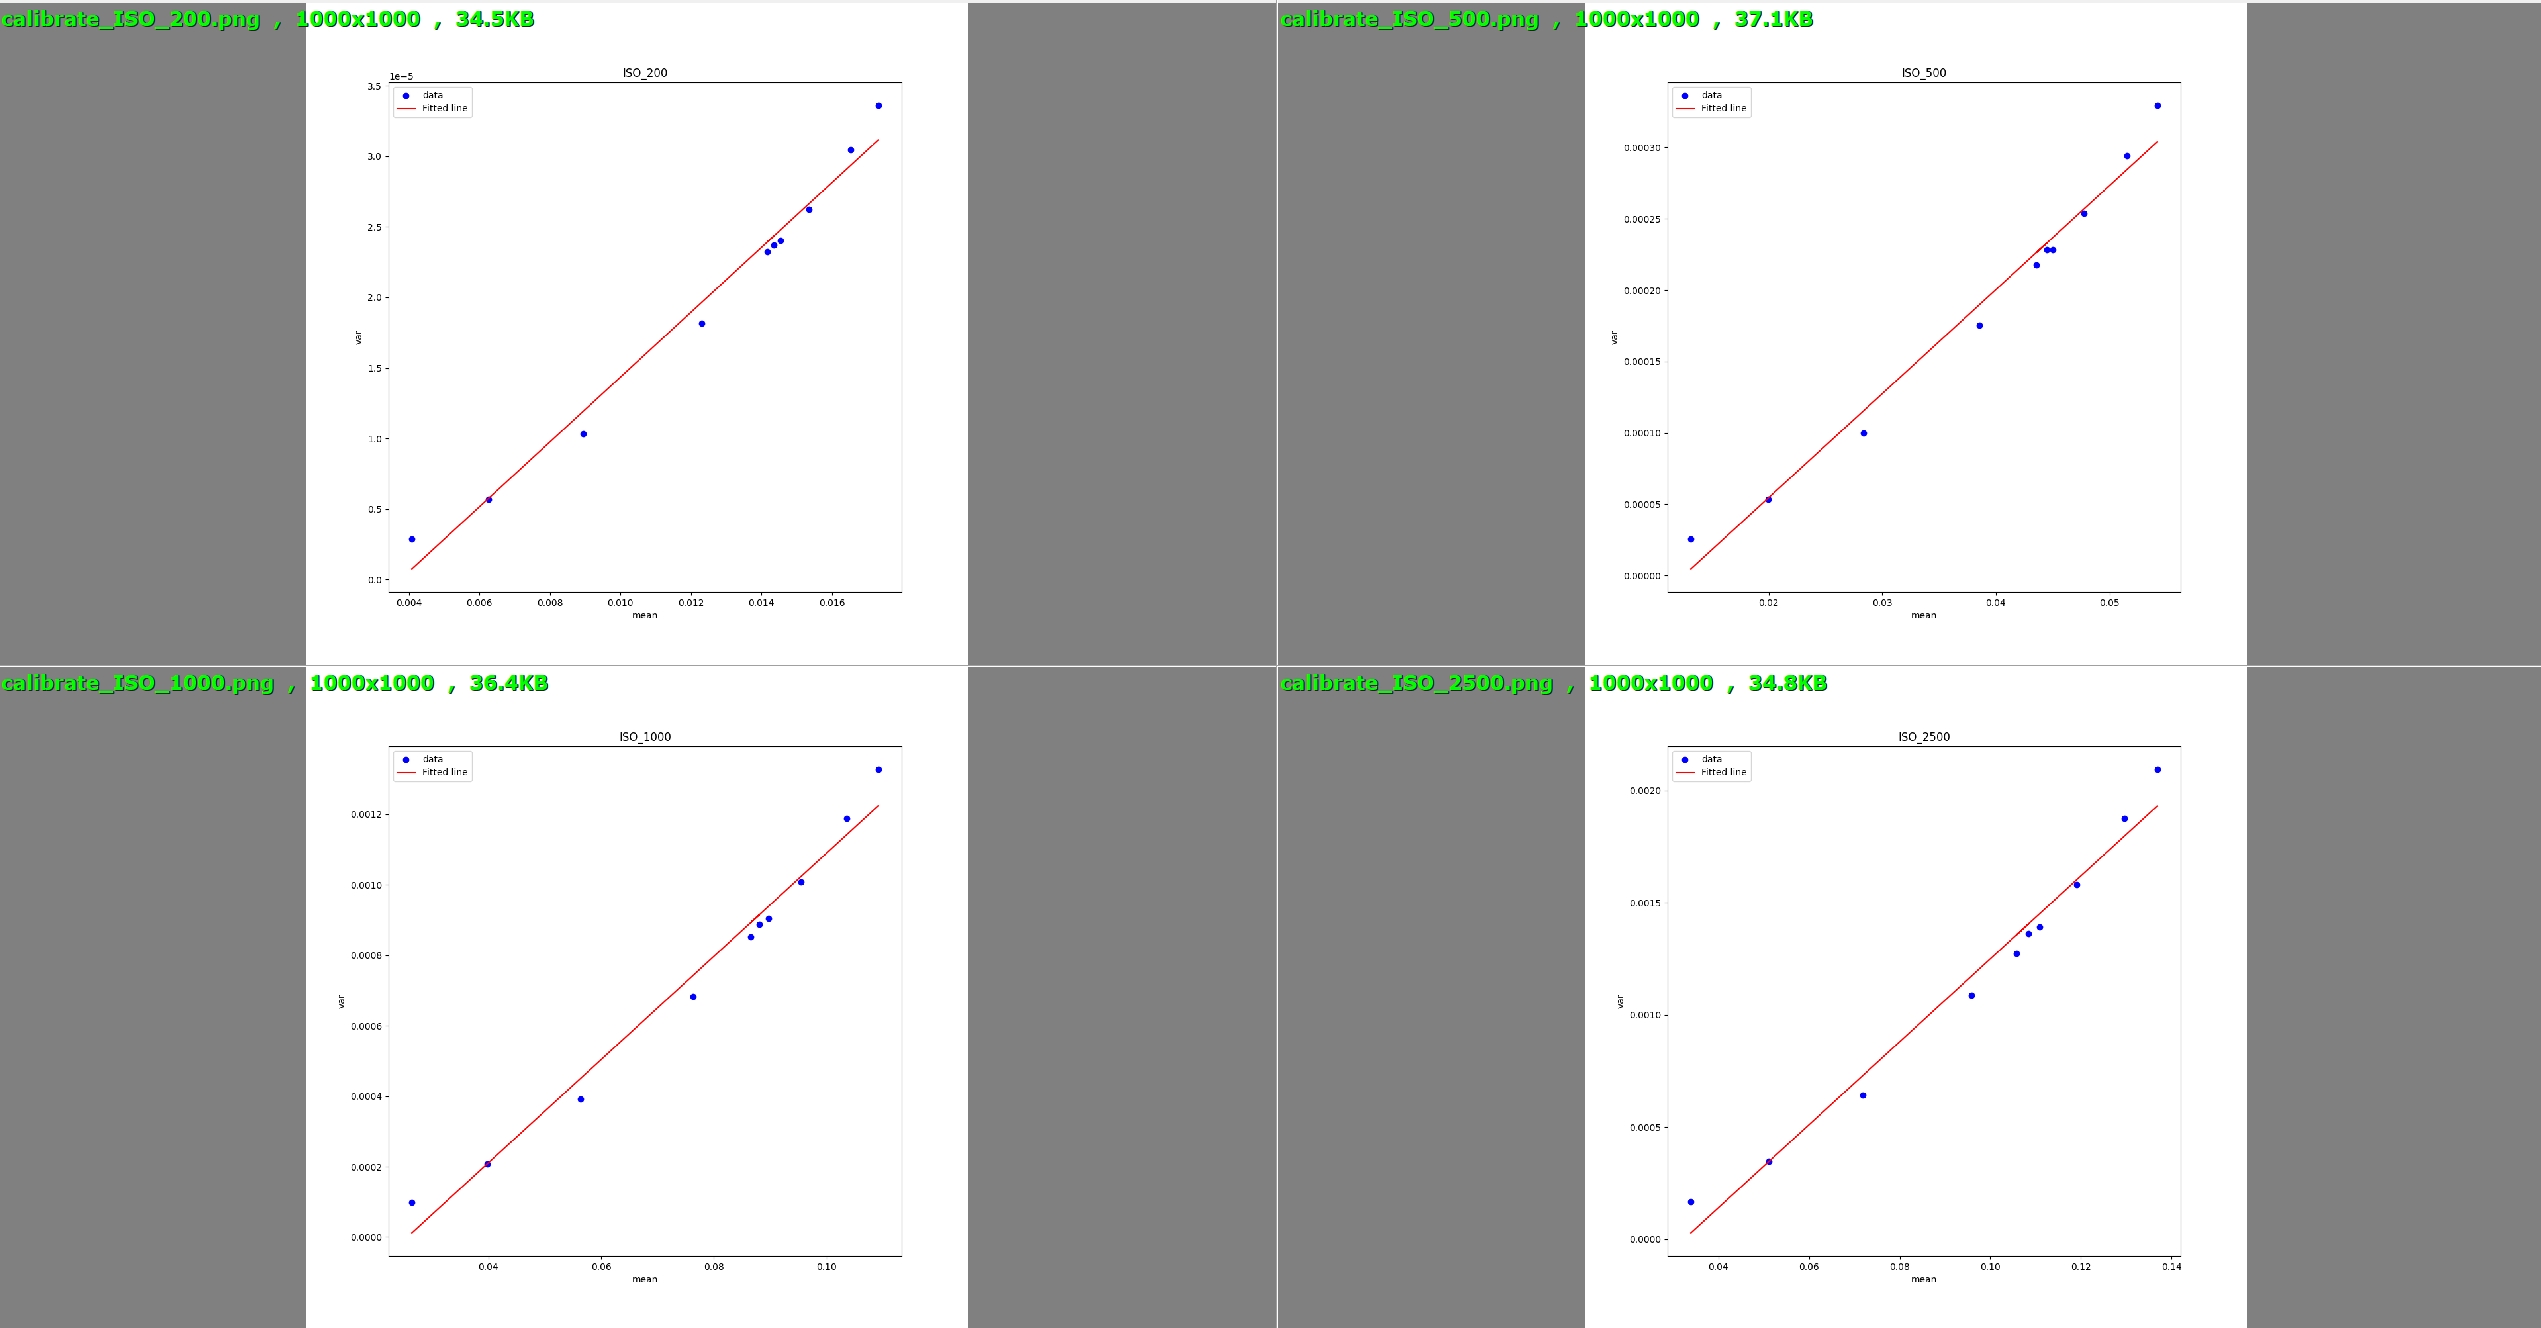 calibrate_ISO_200.png , 1000x1000 , 34.5KB
ISO_200
1e−5
data
Fitted line
3.5
3.0
2.5
2.0
1.5
1.0
0.5
0.0
var
0.004 0.006 0.008 0.010 0.012 0.014 0.016
mean
calibrate_ISO_500.png , 1000x1000 , 37.1KB
ISO_500
data
Fitted line
0.00030
0.00025
0.00020
0.00015
0.00010
0.00005
0.00000
var
0.02 0.03 0.04 0.05
mean
calibrate_ISO_1000.png , 1000x1000 , 36.4KB
ISO_1000
data
Fitted line
0.0012
0.0010
0.0008
0.0006
0.0004
0.0002
0.0000
var
0.04 0.06 0.08 0.10
mean
calibrate_ISO_2500.png , 1000x1000 , 34.8KB
ISO_2500
data
Fitted line
0.0020
0.0015
0.0010
0.0005
0.0000
var
0.04 0.06 0.08 0.10 0.12 0.14
mean